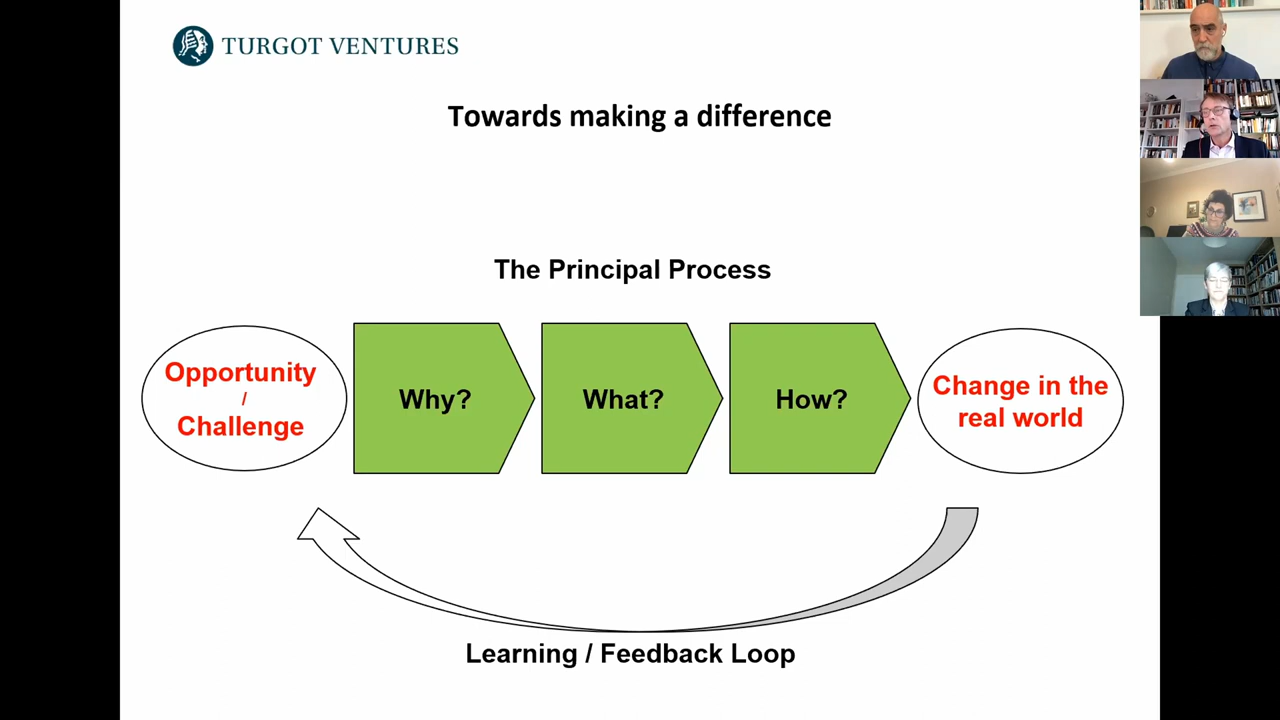 TURGOT VENTURES
Towards making a difference
The Principal Process
Opportunity
/
Challenge
Why?
What?
How?
Change in the
real world
Learning / Feedback Loop